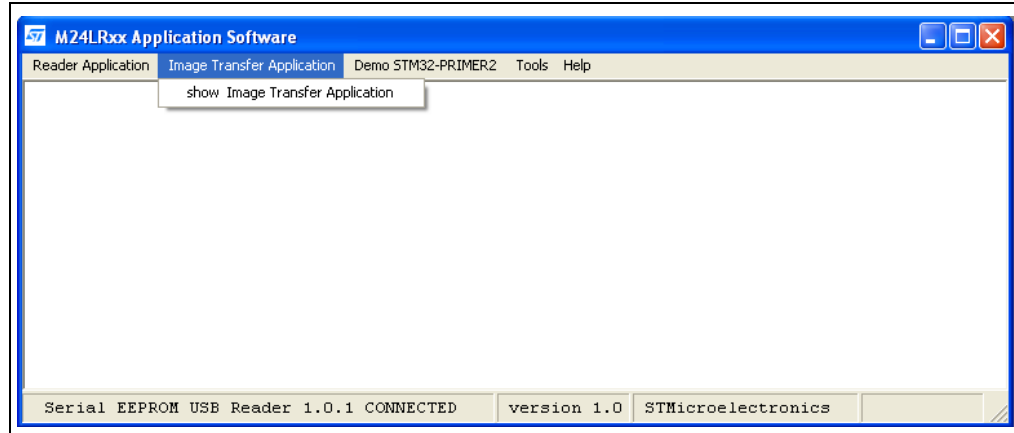 M24LRxx Application Software
Reader Application Image Transfer Application Demo STM32-PRIMER2 Tools Help
show Image Transfer Application
Serial EEPROM USB Reader 1.0.1 CONNECTED version 1.0 STMicroelectronics